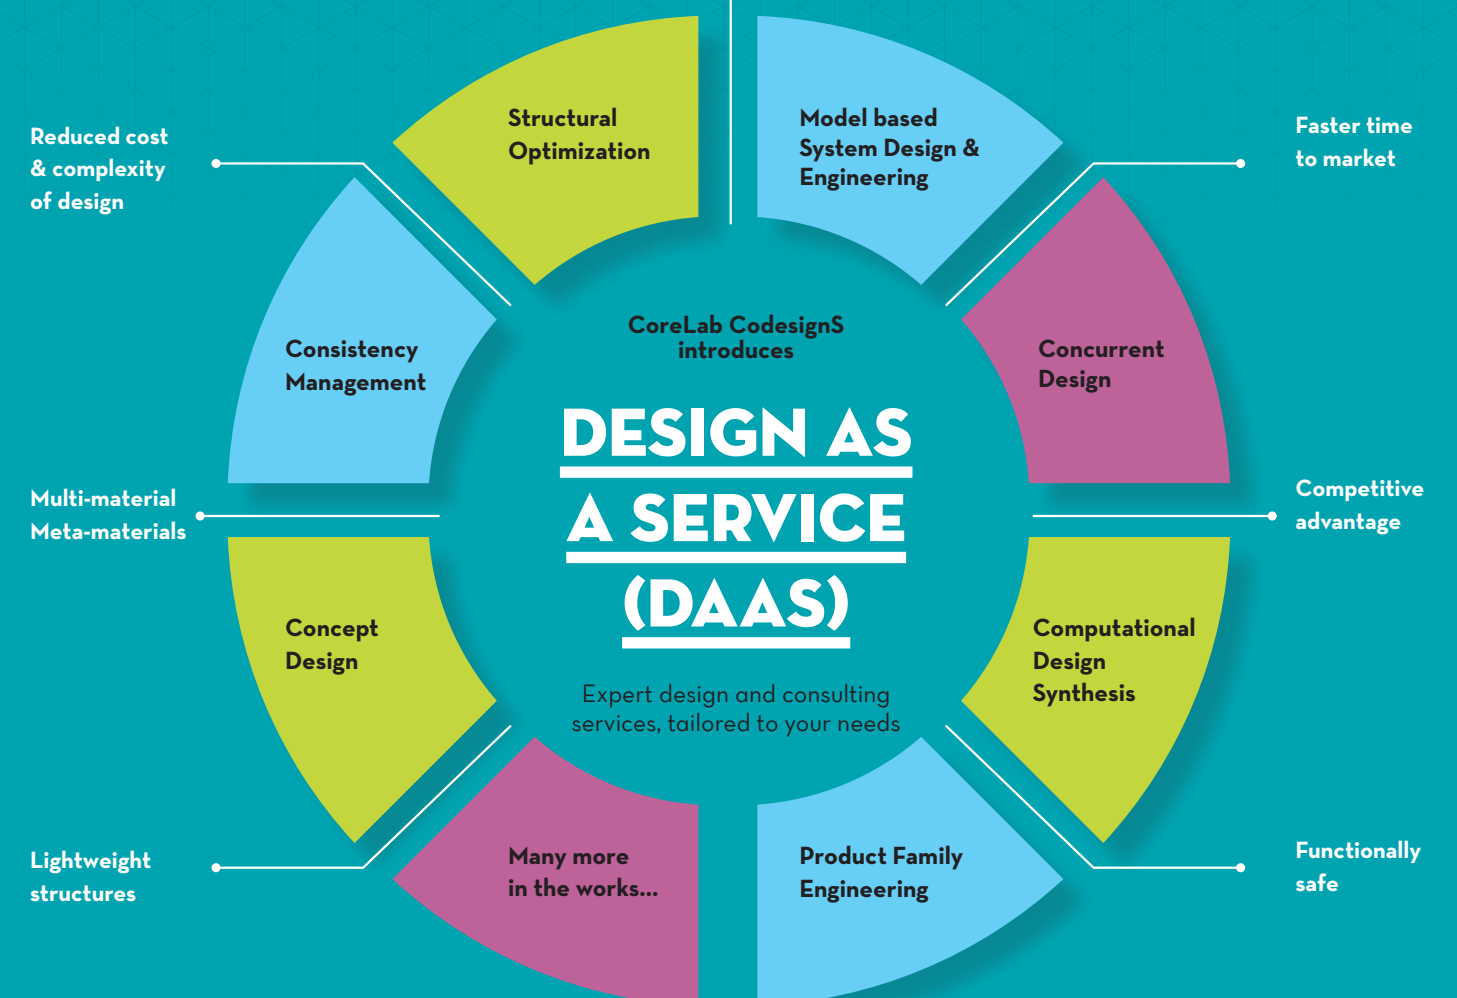 Structural
Optimization
Model based
System Design &
Engineering
Reduced cost
& complexity
of design
Faster time
to market
Consistency
Management
CoreLab CodesignS
introduces
Concurrent
Design
DESIGN AS
A SERVICE
(DAAS)
Multi-material
Meta-materials
Competitive
advantage
Concept
Design
Computational
Design
Synthesis
Expert design and consulting
services, tailored to your needs
Lightweight
structures
Many more
in the works...
Product Family
Engineering
Functionally
safe